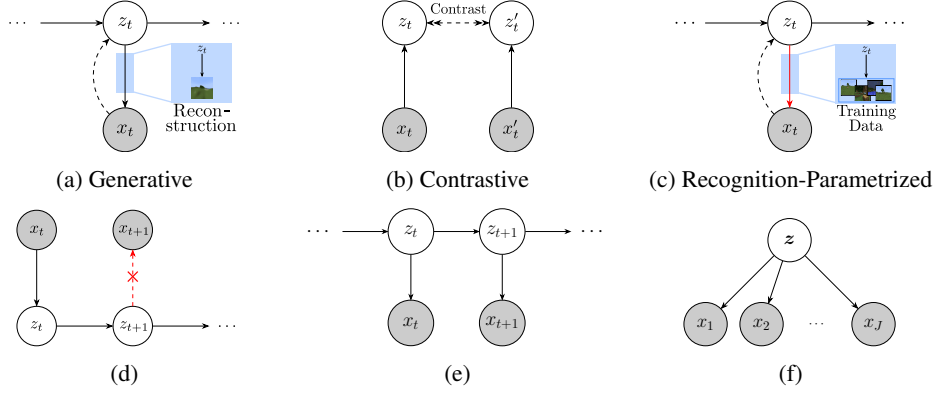 ··· z_t ···
z_t
Recon-
struction
x_t
(a) Generative
z_t Contrast z'_t
x_t x'_t
(b) Contrastive
··· z_t ···
z_t
Training
Data
x_t
(c) Recognition-Parametrized
x_t x_{t+1}
z_t z_{t+1} ···
(d)
··· z_t z_{t+1} ···
x_t x_{t+1}
(e)
z
x_1 x_2 ··· x_J
(f)